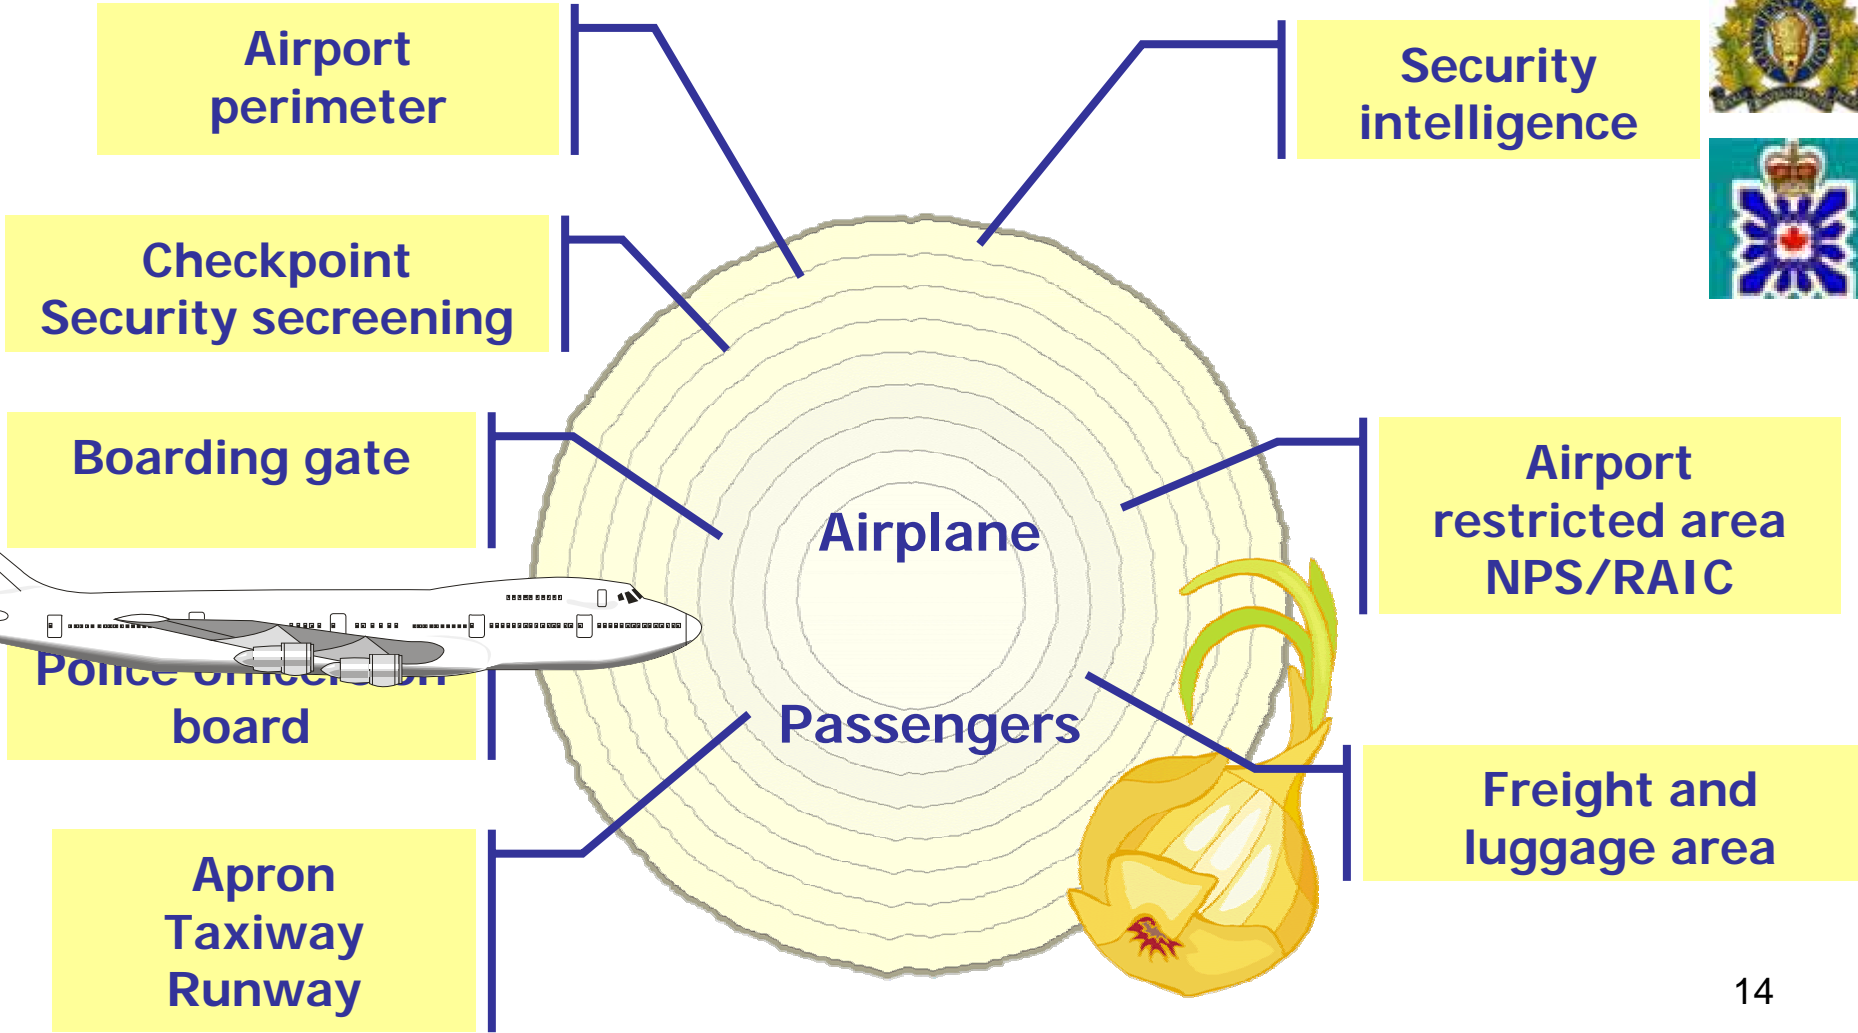 Airport
perimeter
Security
intelligence
Checkpoint
Security secreening
Boarding gate
Airport
restricted area
NPS/RAIC
Airplane
Police
board
Passengers
Freight and
luggage area
Apron
Taxiway
Runway
14